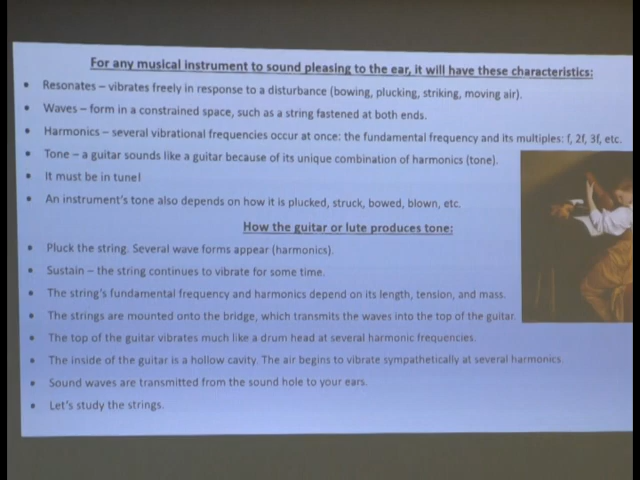 For any musical instrument to sound pleasing to the ear, it will have these characteristics:
• Resonates – vibrates freely in response to a disturbance (bowing, plucking, striking, moving air).
• Waves – form in a constrained space, such as a string fastened at both ends.
• Harmonics – several vibrational frequencies occur at once: the fundamental frequency and its multiples: f, 2f, 3f, etc.
• Tone – a guitar sounds like a guitar because of its unique combination of harmonics (tone).
• It must be in tune!
• An instrument's tone also depends on how it is plucked, struck, bowed, blown, etc.
How the guitar or lute produces tone:
• Pluck the string. Several wave forms appear (harmonics).
• Sustain – the string continues to vibrate for some time.
• The string's fundamental frequency and harmonics depend on its length, tension, and mass.
• The strings are mounted onto the bridge, which transmits the waves into the top of the guitar.
• The top of the guitar vibrates much like a drum head at several harmonic frequencies.
• The inside of the guitar is a hollow cavity. The air begins to vibrate sympathetically at several harmonics.
• Sound waves are transmitted from the sound hole to your ears.
• Let's study the strings.